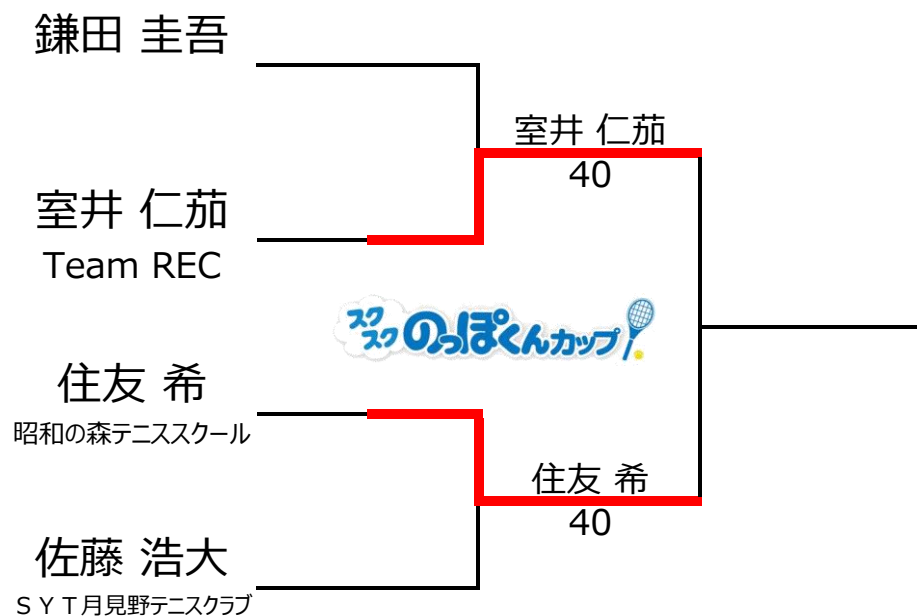 鎌田 圭吾
室井 仁茄
40
室井 仁茄
Team REC
スクスクのっぽくんカップ
住友 希
昭和の森テニススクール
住友 希
40
佐藤 浩大
ＳＹＴ月見野テニスクラブ